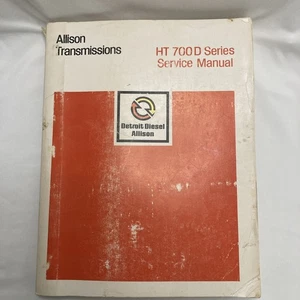 Allison
Transmissions
HT 700D Series
Service Manual
Detroit Diesel
Allison